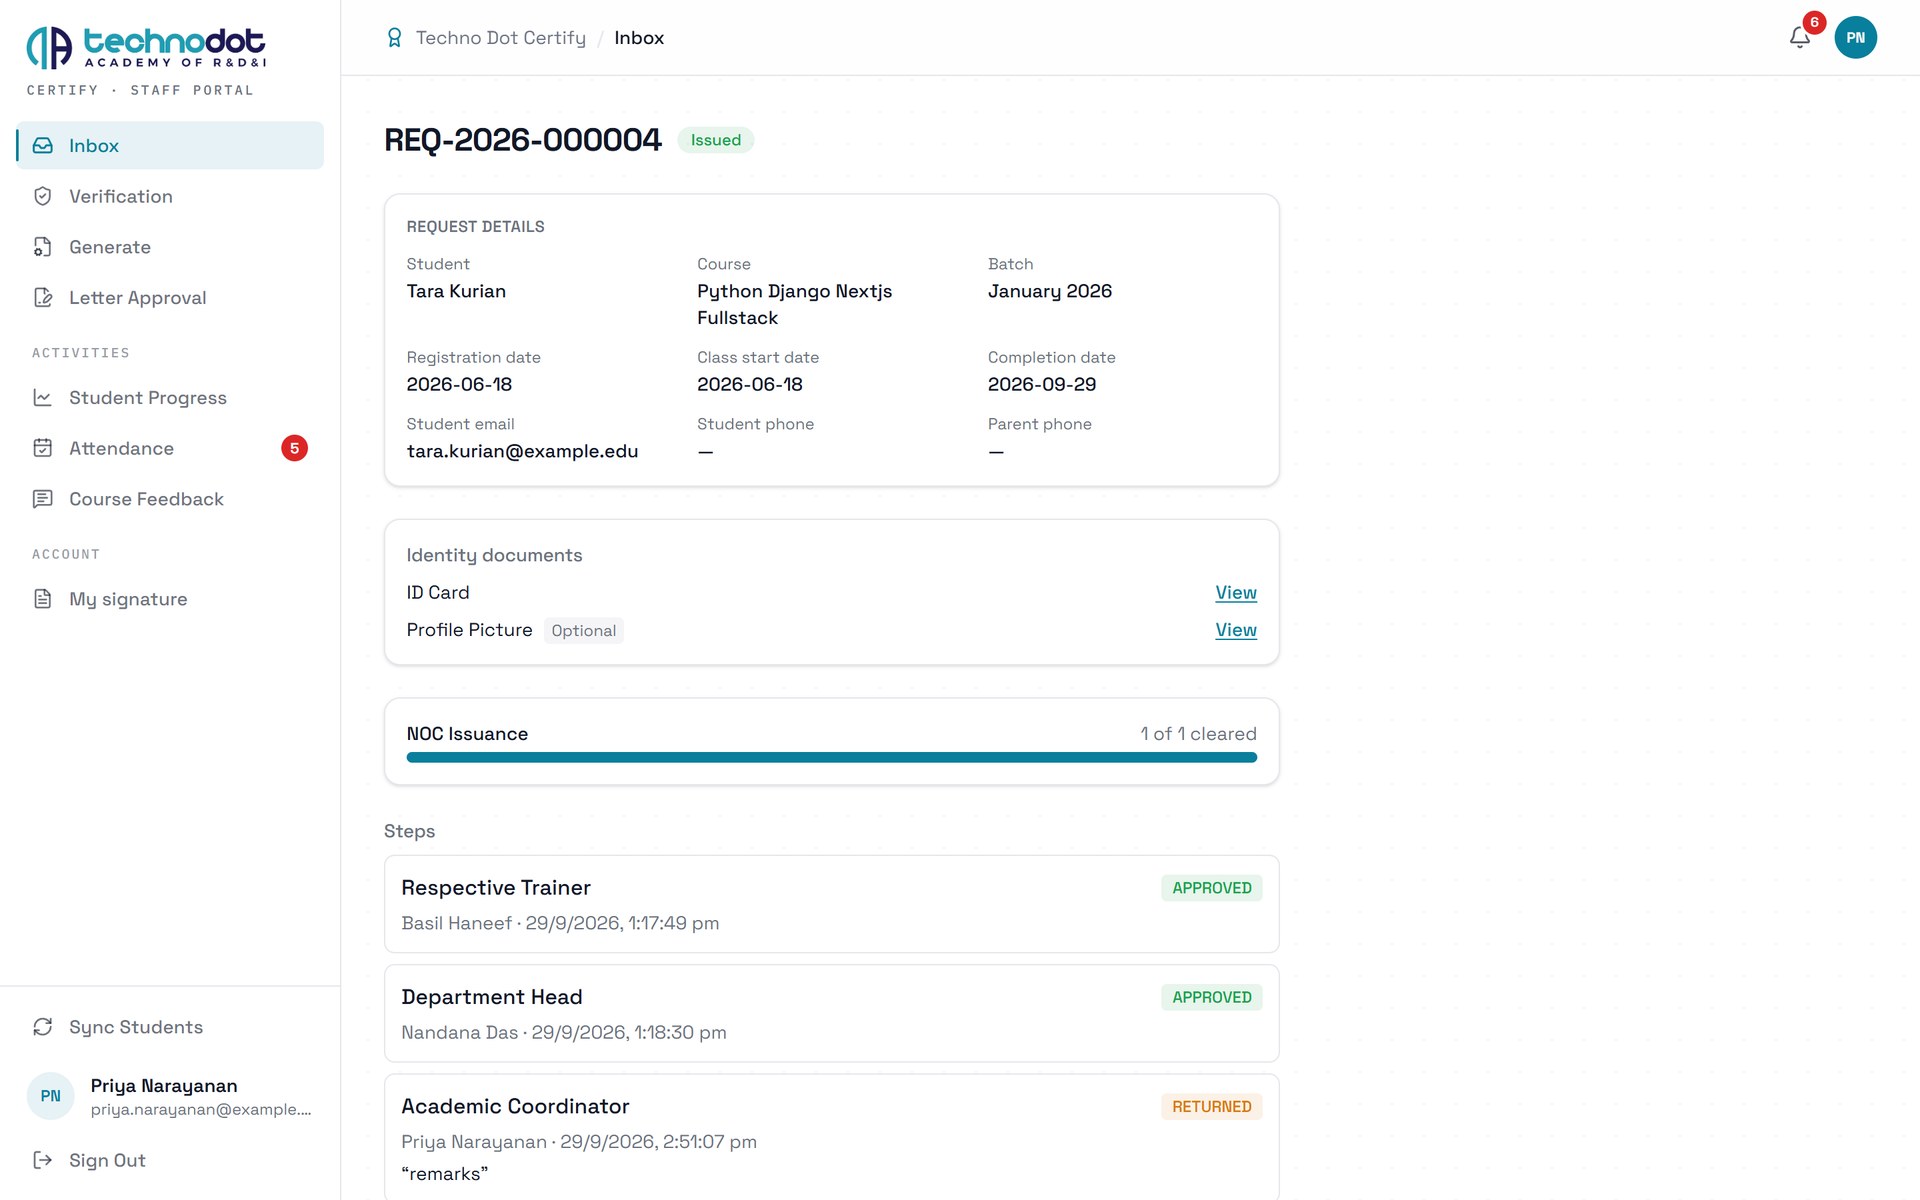 technodot
ACADEMY OF R&D&I
CERTIFY · STAFF PORTAL
Inbox
Verification
Generate
Letter Approval
ACTIVITIES
Student Progress
Attendance 5
Course Feedback
ACCOUNT
My signature
Sync Students
PN
Priya Narayanan
priya.narayanan@example....
Sign Out
Techno Dot Certify / Inbox
6
PN
REQ-2026-000004 Issued
REQUEST DETAILS
Student Course Batch
Tara Kurian Python Django Nextjs January 2026
Fullstack
Registration date Class start date Completion date
2026-06-18 2026-06-18 2026-09-29
Student email Student phone Parent phone
tara.kurian@example.edu — —
Identity documents
ID Card View
Profile Picture Optional View
NOC Issuance 1 of 1 cleared
Steps
Respective Trainer APPROVED
Basil Haneef · 29/9/2026, 1:17:49 pm
Department Head APPROVED
Nandana Das · 29/9/2026, 1:18:30 pm
Academic Coordinator RETURNED
Priya Narayanan · 29/9/2026, 2:51:07 pm
“remarks”